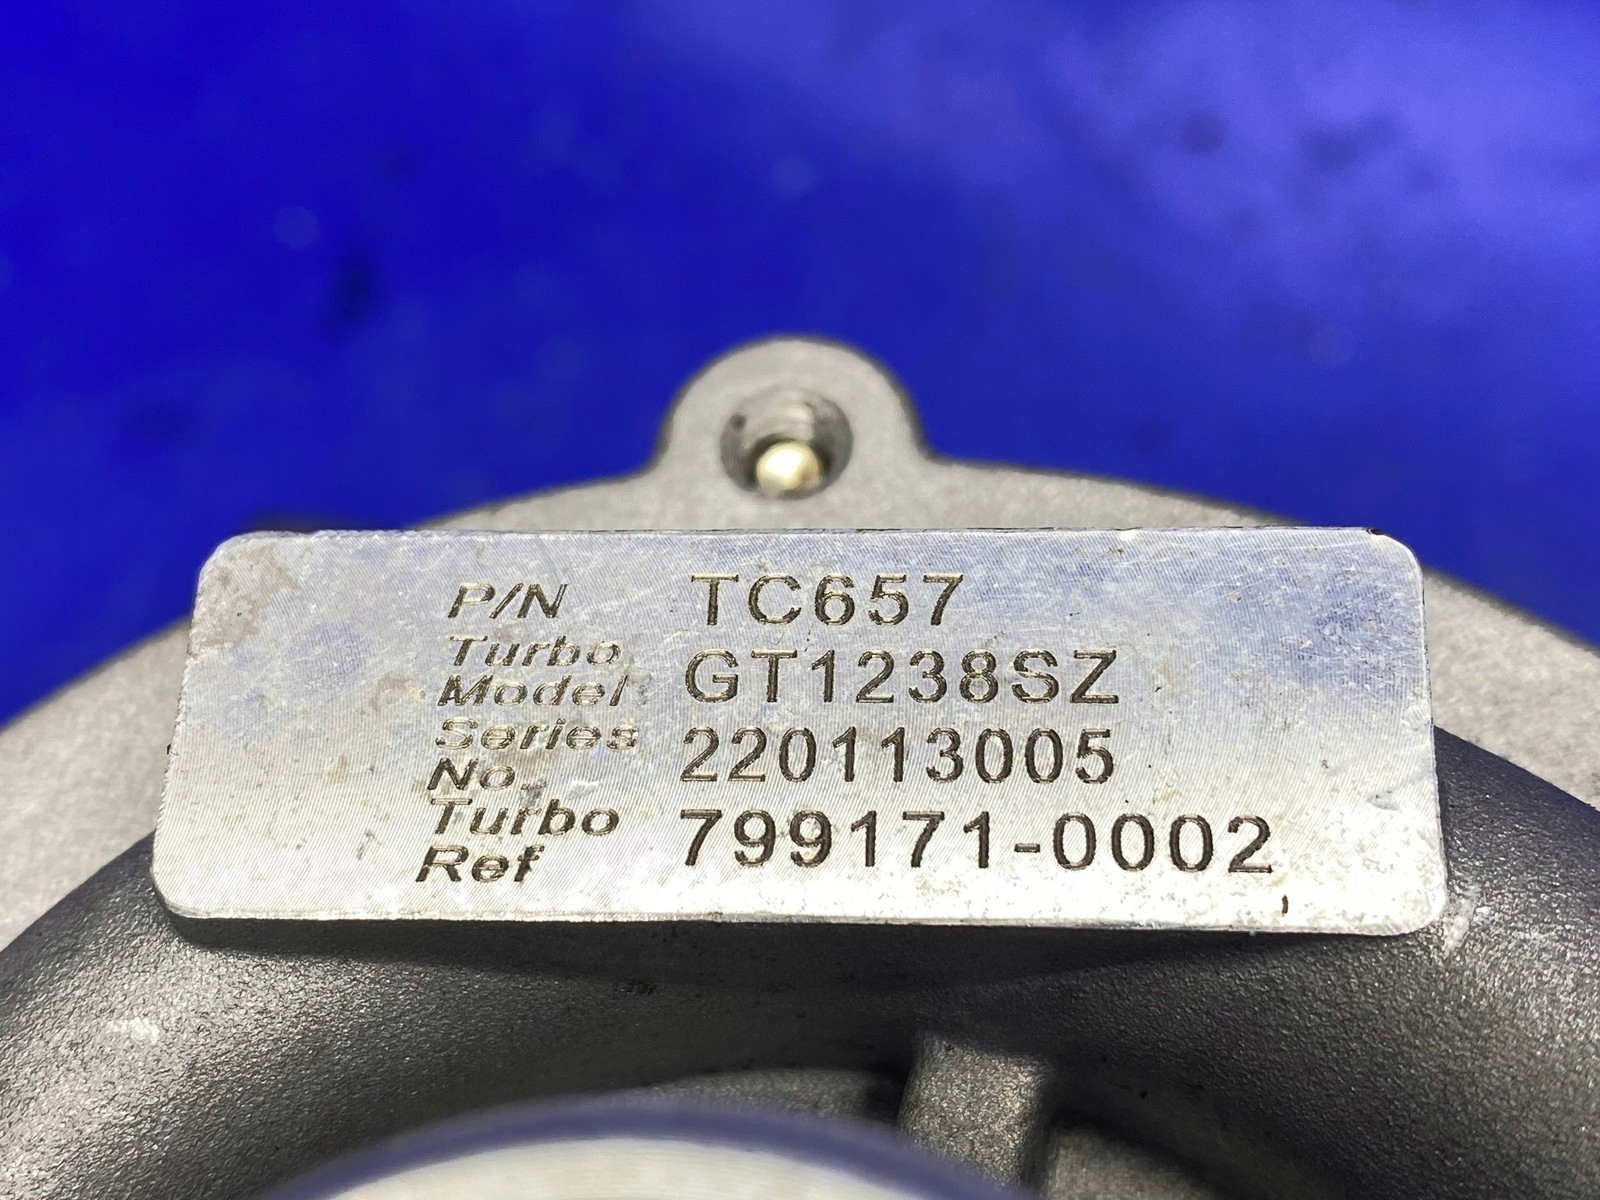 P/N TC657
Turbo
Model GT1238SZ
Series
No. 220113005
Turbo
Ref 799171-0002